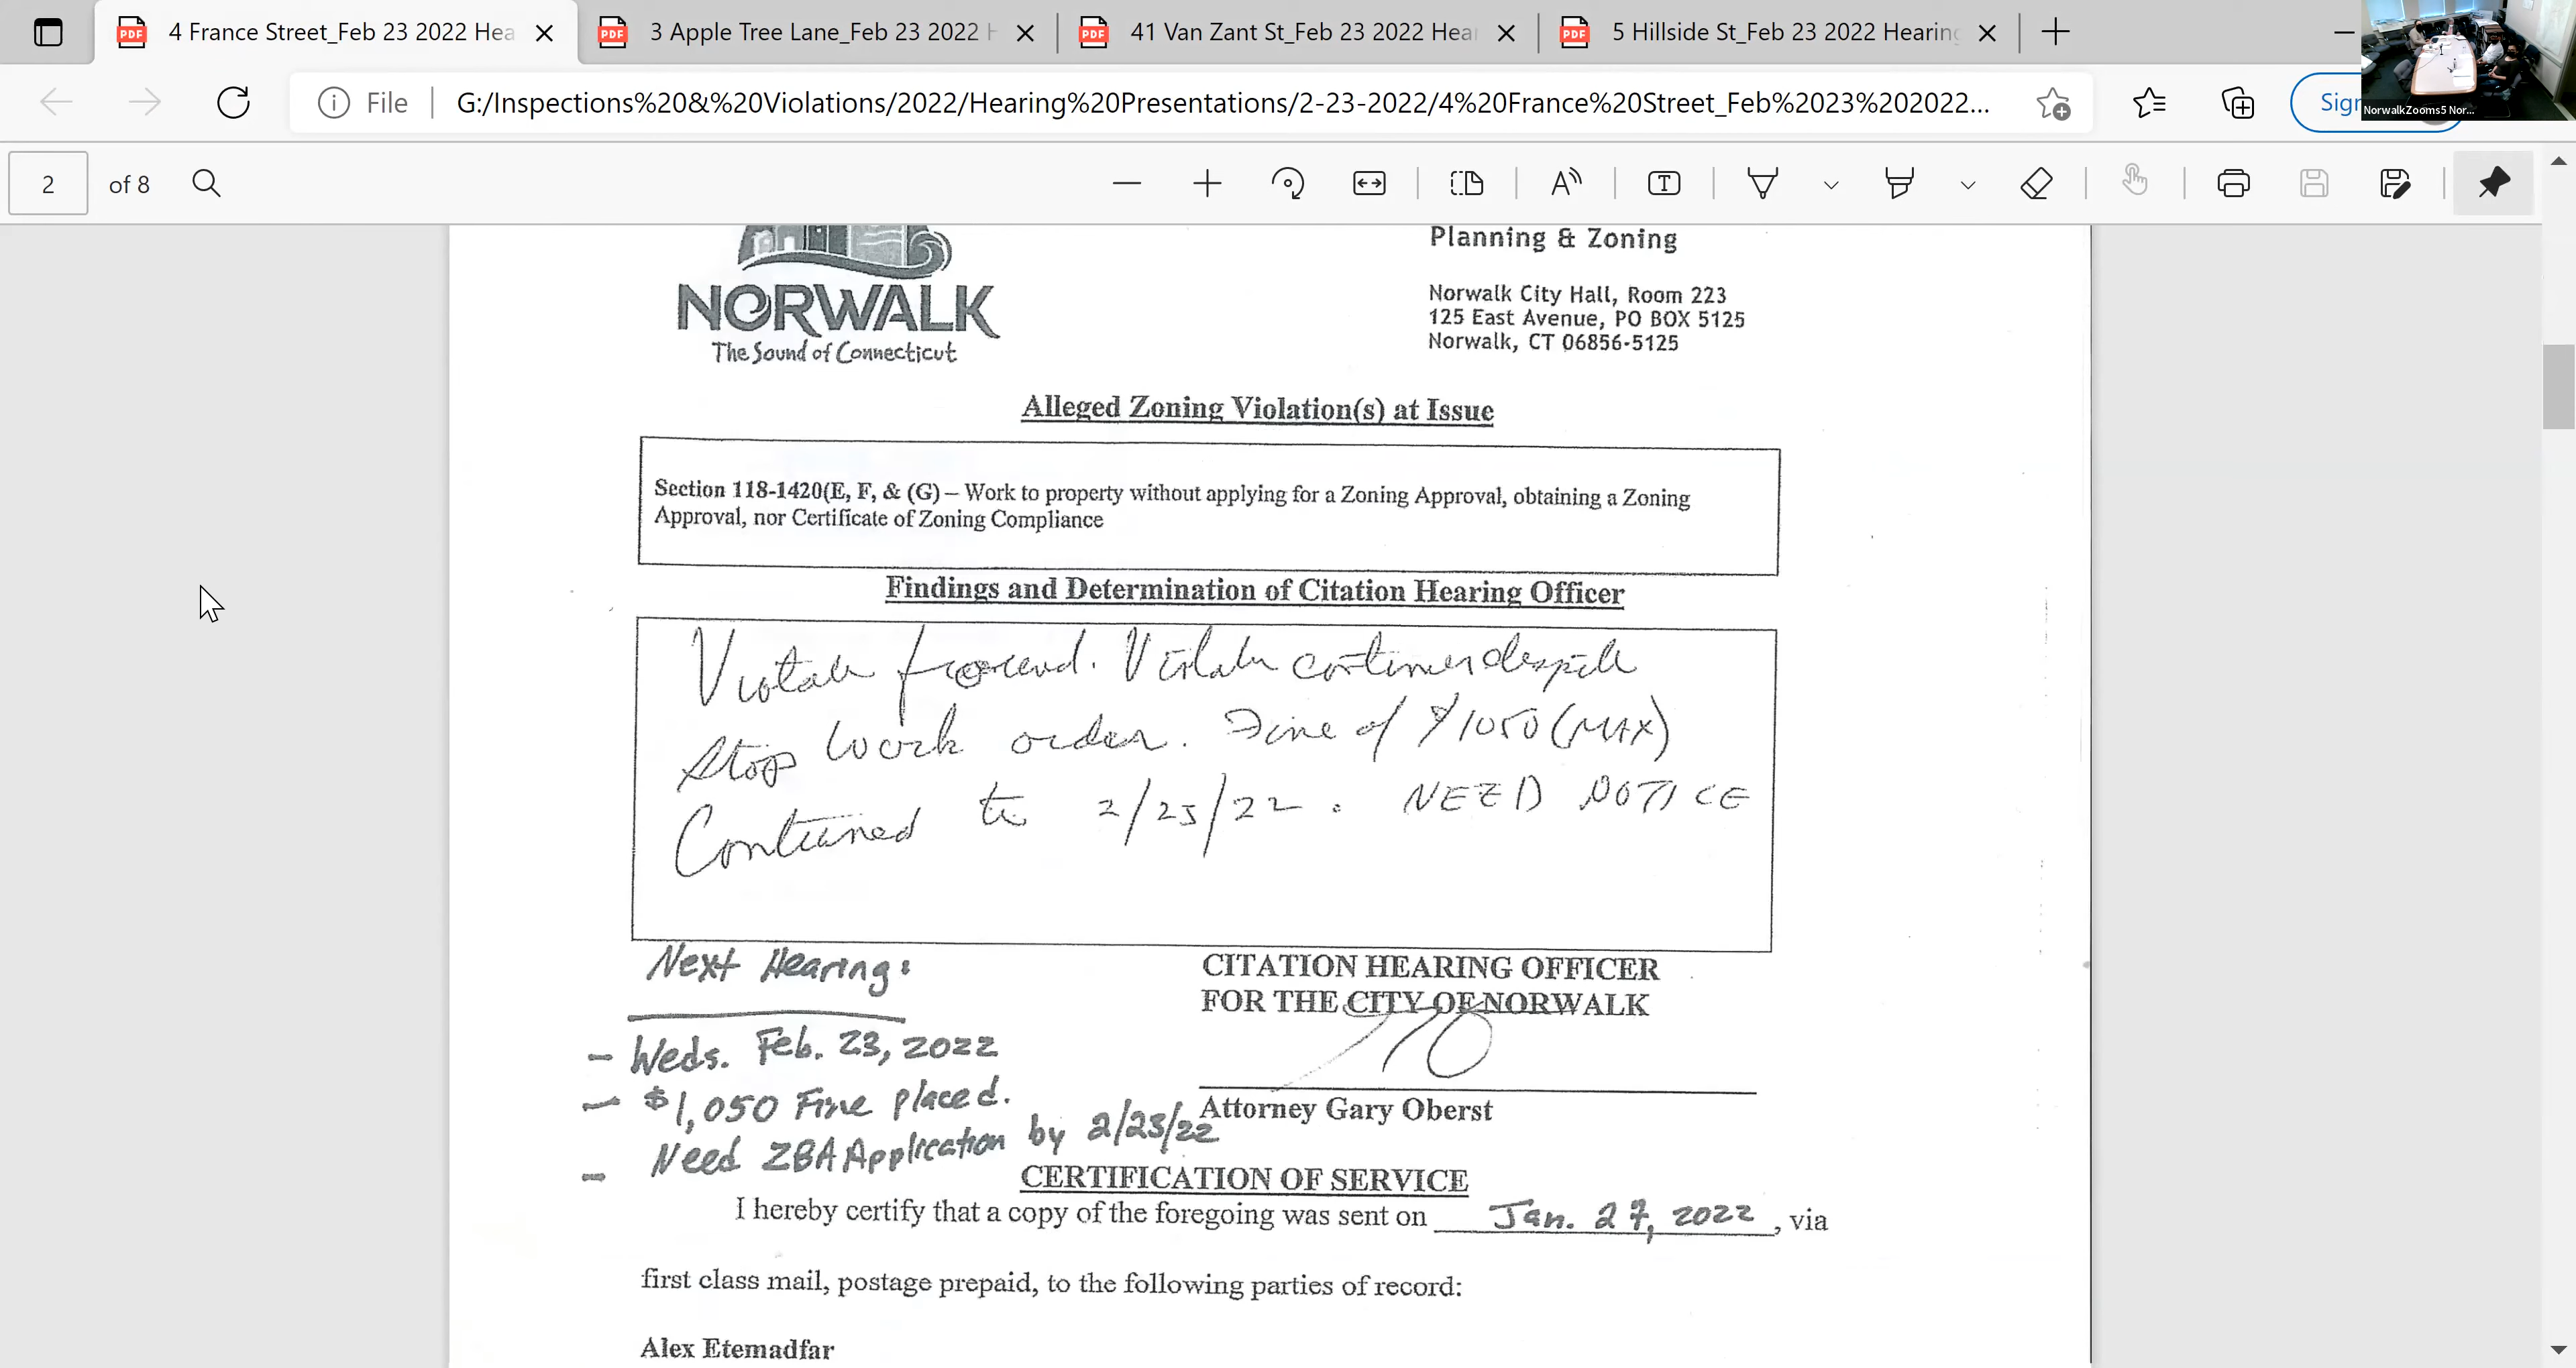 4 France Street_Feb 23 2022 Hea
3 Apple Tree Lane_Feb 23 2022 H
41 Van Zant St_Feb 23 2022 Hear
5 Hillside St_Feb 23 2022 Hearing
File
G:/Inspections%20&%20Violations/2022/Hearing%20Presentations/2-23-2022/4%20France%20Street_Feb%2023%202022...
Sign
NorwalkZooms5 Nor...
2 of 8
Planning & Zoning
NORWALK
The Sound of Connecticut
Norwalk City Hall, Room 223
125 East Avenue, PO BOX 5125
Norwalk, CT 06856-5125
Alleged Zoning Violation(s) at Issue
Section 118-1420(E, F, & (G) – Work to property without applying for a Zoning Approval, obtaining a Zoning
Approval, nor Certificate of Zoning Compliance
Findings and Determination of Citation Hearing Officer
Violation found. Violation continues despite
Stop work order. Fine of $1050 (MAX)
Continued to 2/23/22. NEED NOTICE
Next Hearing:
- Weds. Feb. 23, 2022
- $1,050 Fine placed.
- Need ZBA Application by 2/23/22
CITATION HEARING OFFICER
FOR THE CITY OF NORWALK
Attorney Gary Oberst
CERTIFICATION OF SERVICE
I hereby certify that a copy of the foregoing was sent on Jan. 27, 2022, via
first class mail, postage prepaid, to the following parties of record:
Alex Etemadfar